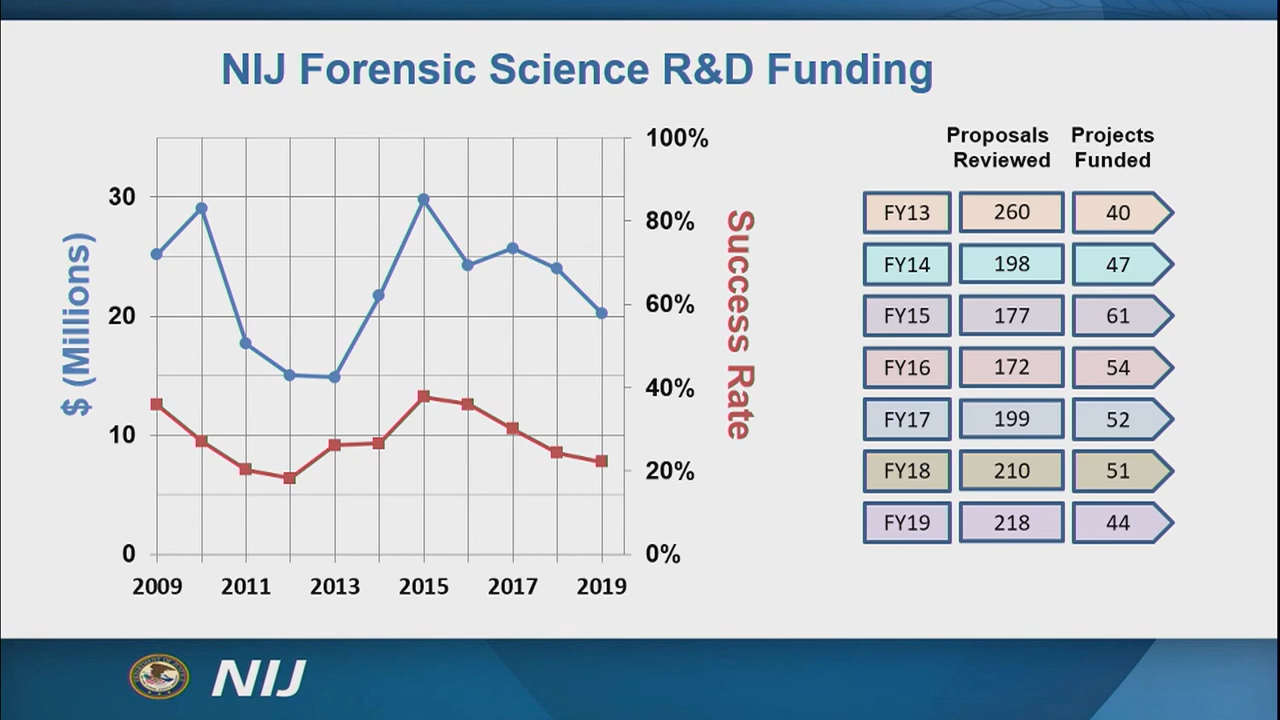 NIJ Forensic Science R&D Funding
$ (Millions)
30
20
10
0
2009 2011 2013 2015 2017 2019
100%
80%
60%
40%
20%
0%
Success Rate
Proposals Reviewed
Projects Funded
FY13 260 40
FY14 198 47
FY15 177 61
FY16 172 54
FY17 199 52
FY18 210 51
FY19 218 44
NIJ